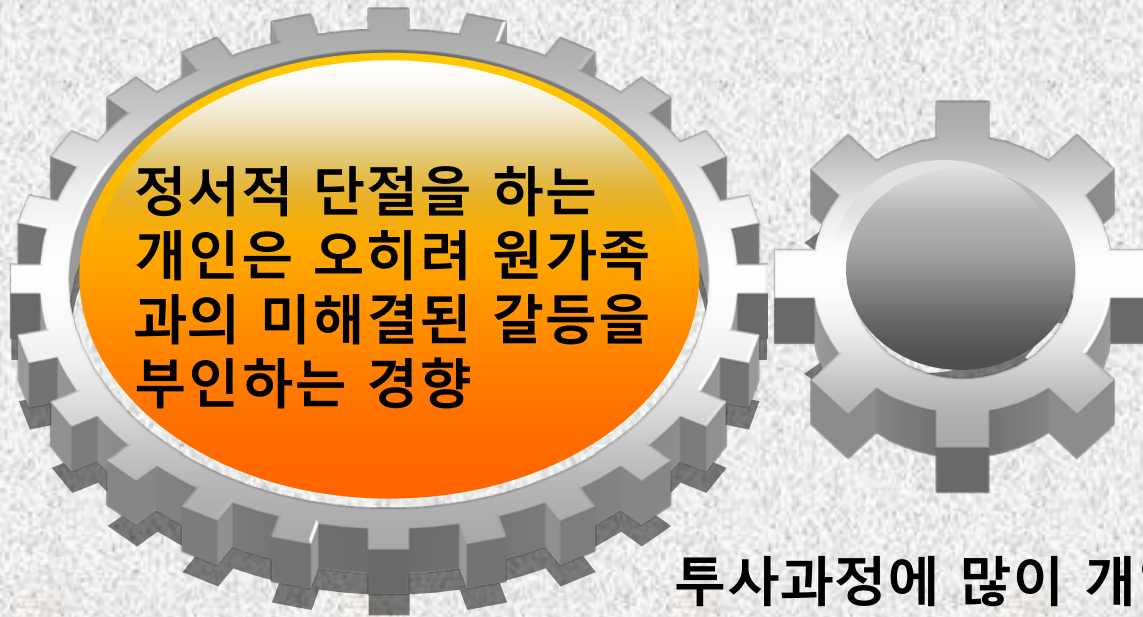 정서적 단절을 하는
개인은 오히려 원가족
과의 미해결된 갈등을
부인하는 경향
투사과정에 많이